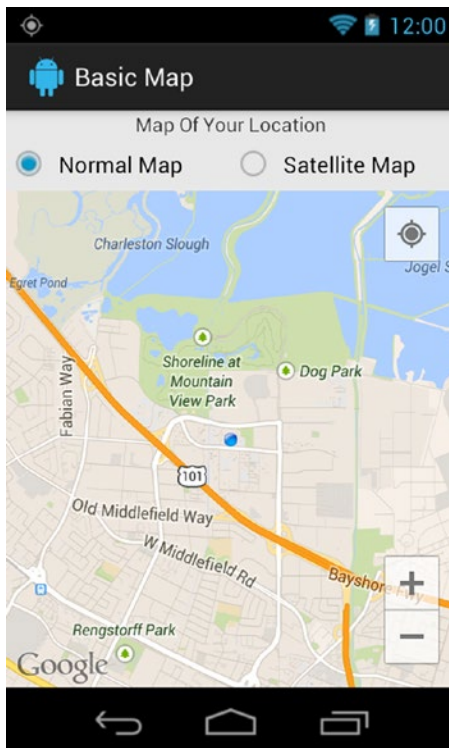 12:00
Basic Map
Map Of Your Location
Normal Map
Satellite Map
Charleston Slough
Jogel S
Egret Pond
Shoreline at
Mountain
View Park
Dog Park
Fabian Way
101
Old Middlefield Way
W Middlefield Rd
Bayshore
Rengstorff Park
Google
+
−